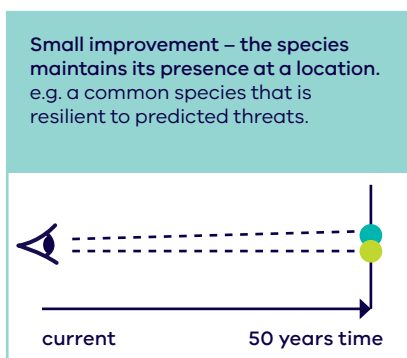 Small improvement – the species
maintains its presence at a location.
e.g. a common species that is
resilient to predicted threats.
current
50 years time